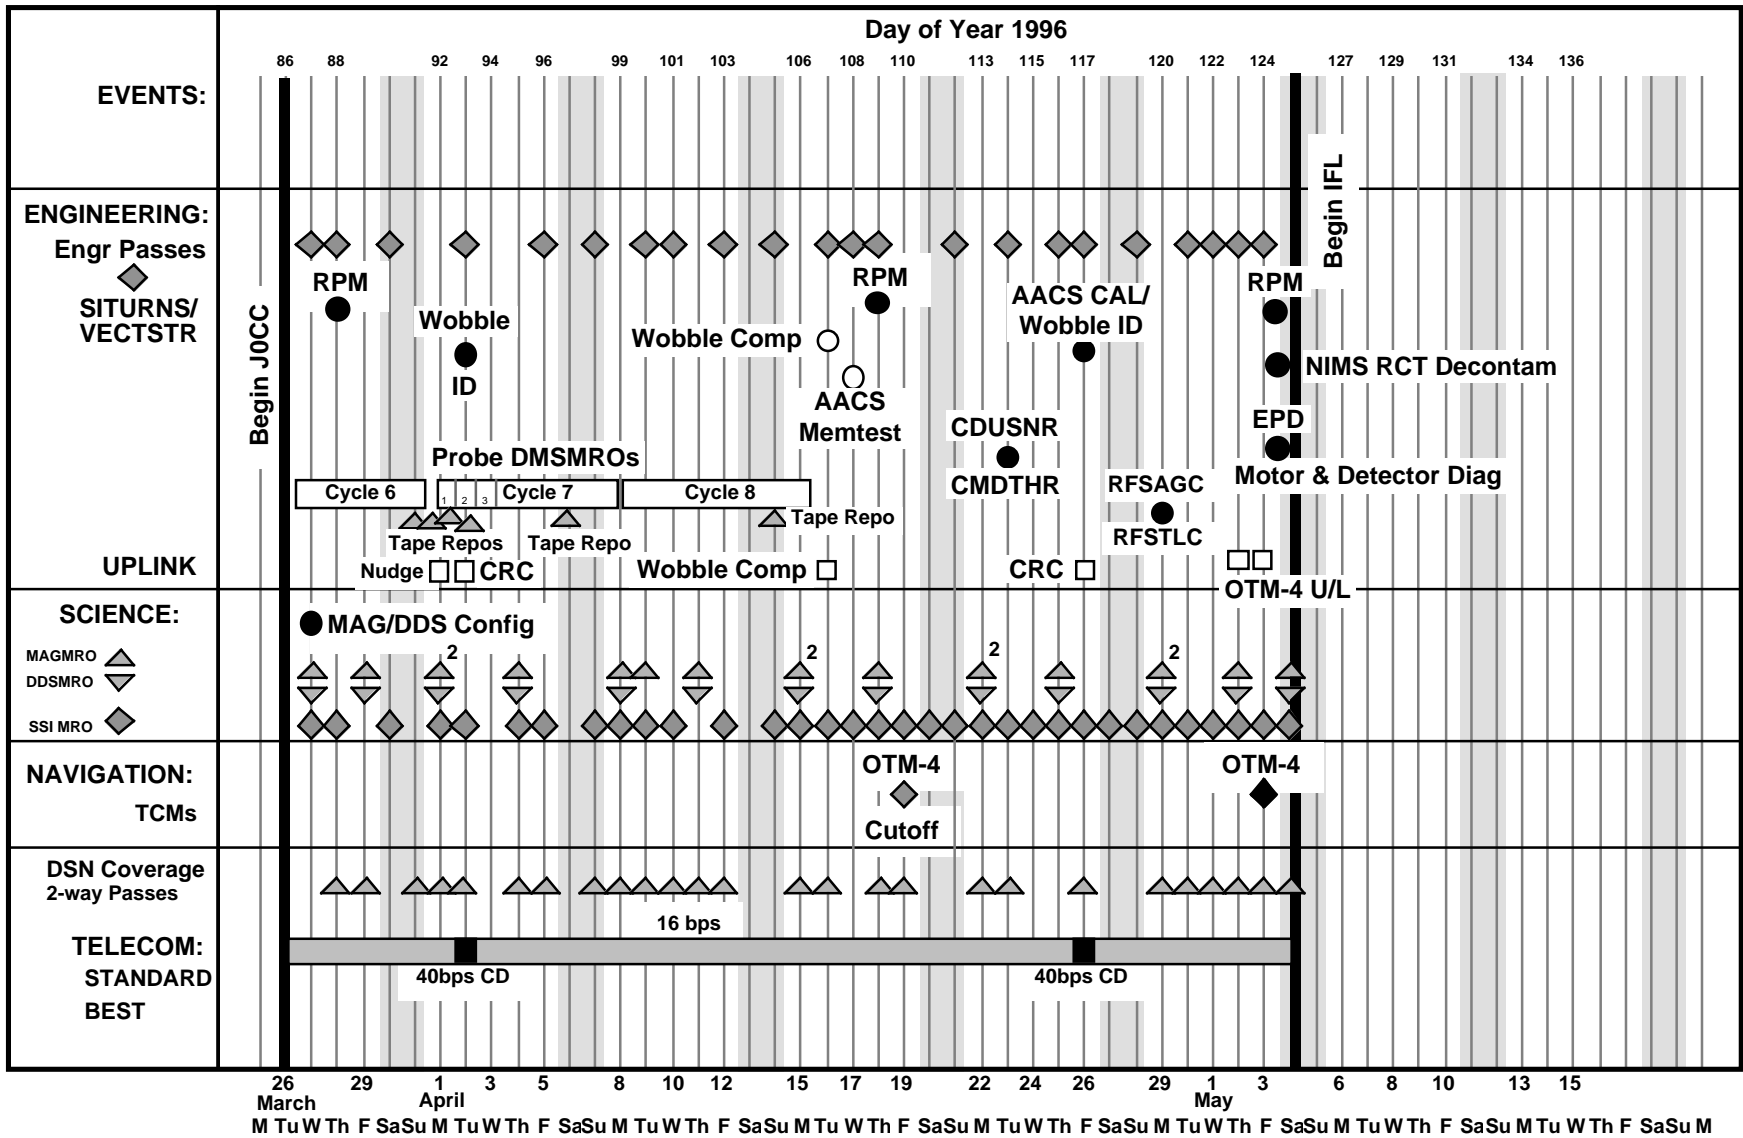 Day of Year 1996
86 88 92 94 96 99 101 103 106 108 110 113 115 117 120 122 124 127 129 131 134 136
EVENTS:
Begin J0CC
Begin IFL
ENGINEERING:
Engr Passes
SITURNS/
VECTSTR
RPM
Wobble
ID
Wobble Comp
RPM
AACS
Memtest
AACS CAL/
Wobble ID
CDUSNR
CMDTHR
RPM
NIMS RCT Decontam
EPD
Motor & Detector Diag
RFSAGC
RFSTLC
Probe DMSMROs
Cycle 6 1 2 3 Cycle 7 Cycle 8
Tape Repo
Tape Repos Tape Repo
UPLINK
Nudge CRC Wobble Comp CRC
OTM-4 U/L
SCIENCE:
MAG/DDS Config
MAGMRO 2 2 2 2
DDSMRO
SSI MRO
NAVIGATION:
TCMs
OTM-4
Cutoff
OTM-4
DSN Coverage
2-way Passes
16 bps
TELECOM:
STANDARD
BEST
40bps CD 40bps CD
26 29 1 3 5 8 10 12 15 17 19 22 24 26 29 1 3 6 8 10 13 15
March April May
M Tu W Th F Sa Su M Tu W Th F Sa Su M Tu W Th F Sa Su M Tu W Th F Sa Su M Tu W Th F Sa Su M Tu W Th F Sa Su M Tu W Th F Sa Su M Tu W Th F Sa Su M